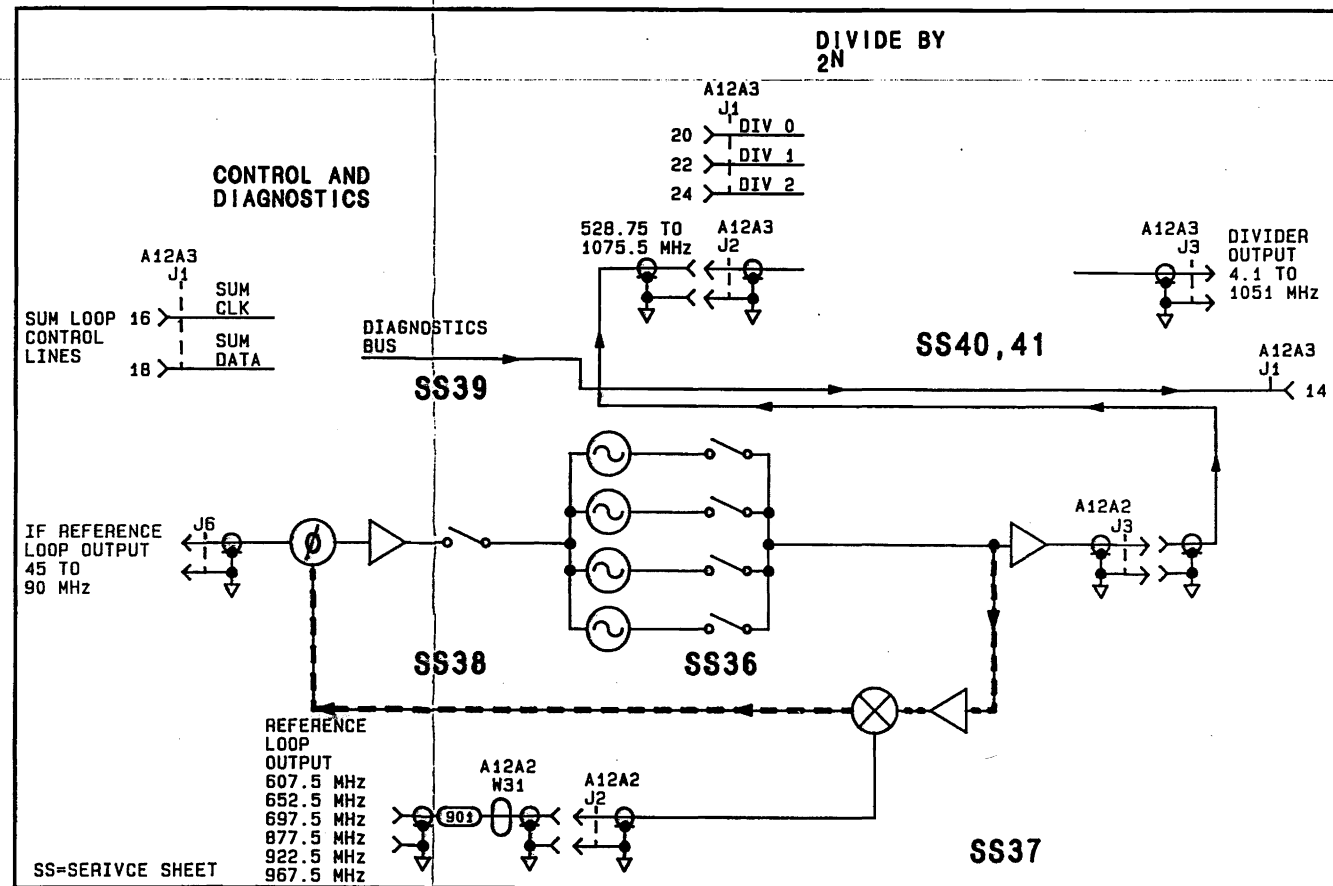 DIVIDE BY
2N
A12A3
J1
20 DIV 0
22 DIV 1
24 DIV 2
CONTROL AND
DIAGNOSTICS
528.75 TO
1075.5 MHz
A12A3
J2
A12A3
J3
DIVIDER
OUTPUT
4.1 TO
1051 MHz
A12A3
J1
SUM LOOP
CONTROL
LINES
16
SUM
CLK
18
SUM
DATA
DIAGNOSTICS
BUS
SS39
SS40,41
A12A3
J1
14
IF REFERENCE
LOOP OUTPUT
45 TO
90 MHz
J6
ø
A12A2
J3
SS38
SS36
REFERENCE
LOOP
OUTPUT
607.5 MHz
652.5 MHz
697.5 MHz
877.5 MHz
922.5 MHz
967.5 MHz
901
A12A2
W31
A12A2
J2
SS37
SS=SERIVCE SHEET